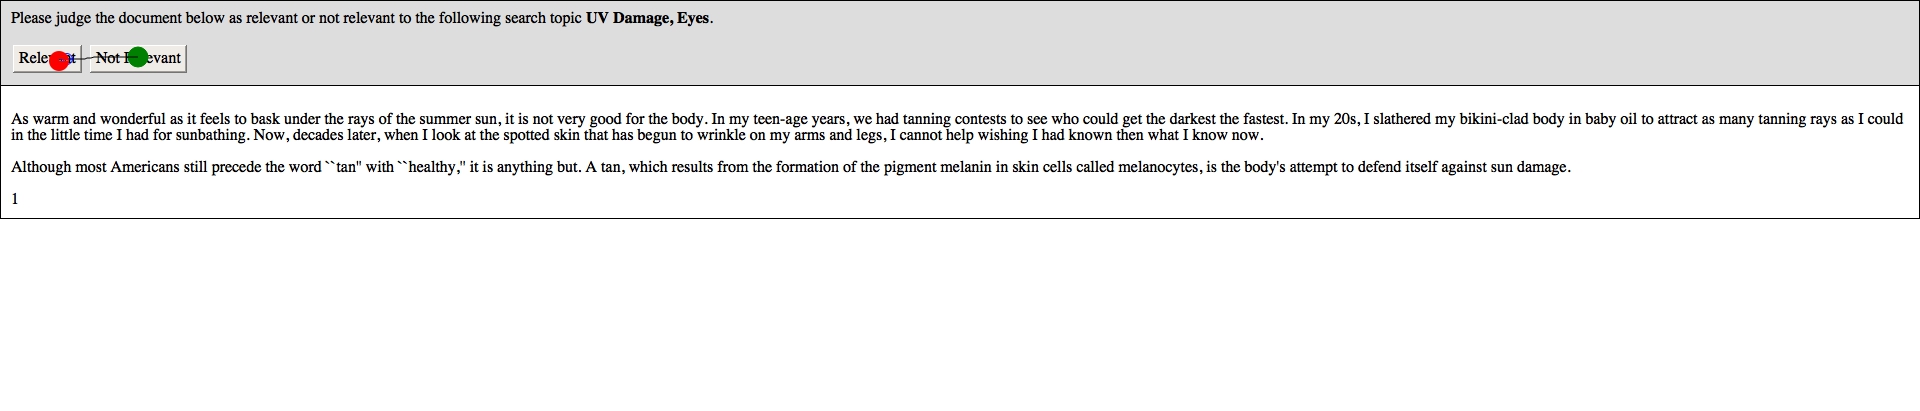 Please judge the document below as relevant or not relevant to the following search topic UV Damage, Eyes.
Not
As warm and wonderful as it feels to bask under the rays of the summer sun, it is not very good for the body. In my teen-age years, we had tanning contests to see who could get the darkest the fastest. In my 20s, I slathered my bikini-clad body in baby oil to attract as many tanning rays as I could
in the little time I had for sunbathing. Now, decades later, when I look at the spotted skin that has begun to wrinkle on my arms and legs, I cannot help wishing I had known then what I know now.
Although most Americans still precede the word ``tan'' with ``healthy,'' it is anything but. A tan, which results from the formation of the pigment melanin in skin cells called melanocytes, is the body's attempt to defend itself against sun damage.
1